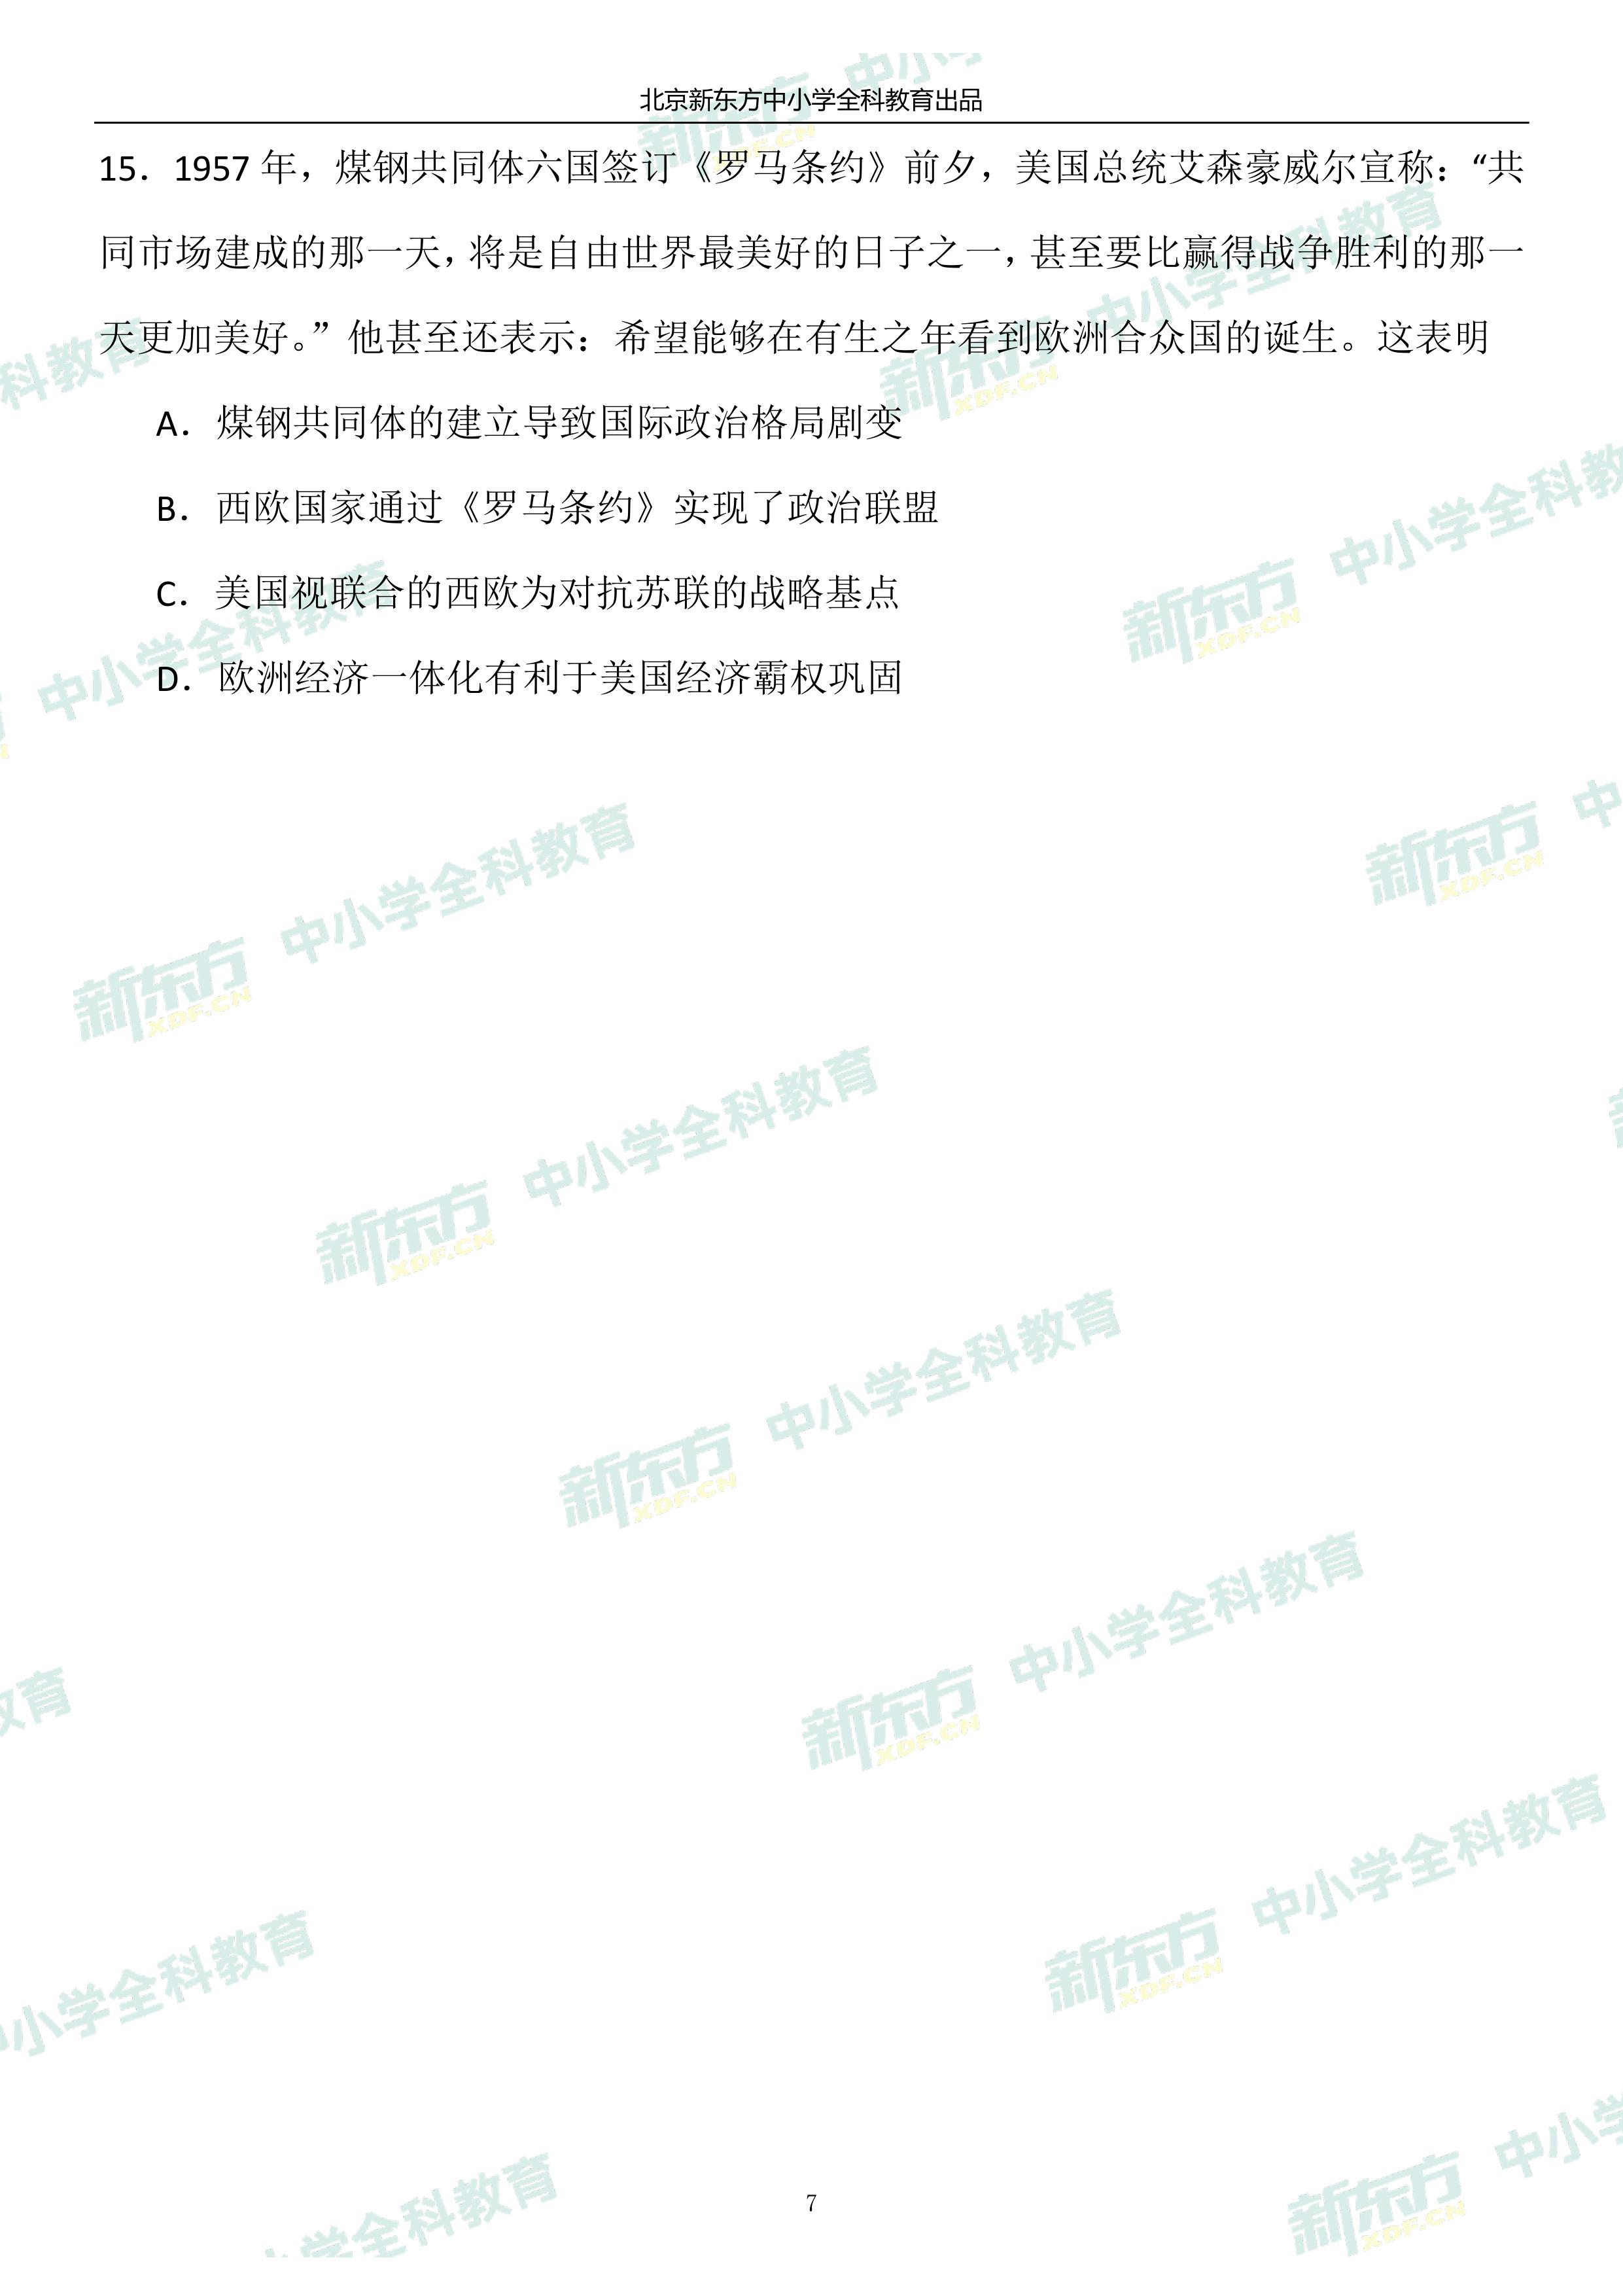 北京新东方中小学全科教育出品
15．1957 年，煤钢共同体六国签订《罗马条约》前夕，美国总统艾森豪威尔宣称：“共
同市场建成的那一天，将是自由世界最美好的日子之一，甚至要比赢得战争胜利的那一
天更加美好。”他甚至还表示：希望能够在有生之年看到欧洲合众国的诞生。这表明
A．煤钢共同体的建立导致国际政治格局剧变
B．西欧国家通过《罗马条约》实现了政治联盟
C．美国视联合的西欧为对抗苏联的战略基点
D．欧洲经济一体化有利于美国经济霸权巩固
新东方 XDF.CN 中小学全科教育
7